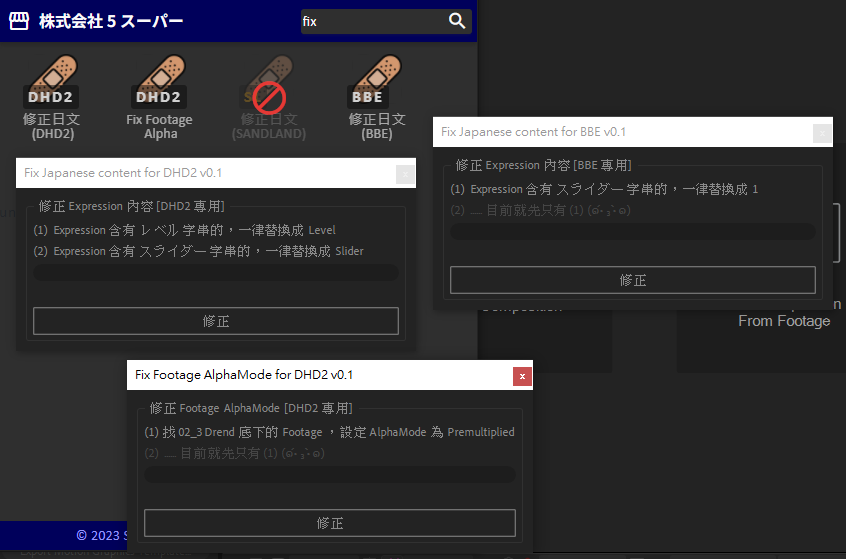 株式会社 5 スーパー
fix
DHD2
修正日文
(DHD2)
DHD2
Fix Footage
Alpha
修正日文
(SANDLAND)
BBE
修正日文
(BBE)
Fix Japanese content for DHD2 v0.1
x
修正 Expression 內容 [DHD2 專用]
(1) Expression 含有 レベル 字串的，一律替換成 Level
(2) Expression 含有 スライダー 字串的，一律替換成 Slider
修正
Fix Japanese content for BBE v0.1
x
修正 Expression 內容 [BBE 專用]
(1) Expression 含有 スライダー 字串的，一律替換成 1
(2) __ 目前就先只有 (1)
修正
From Footage
Fix Footage AlphaMode for DHD2 v0.1
x
修正 Footage AlphaMode [DHD2 專用]
(1) 找 02_3 Drend 底下的 Footage ，設定 AlphaMode 為 Premultiplied
(2) __ 目前就先只有 (1)
修正
© 2023